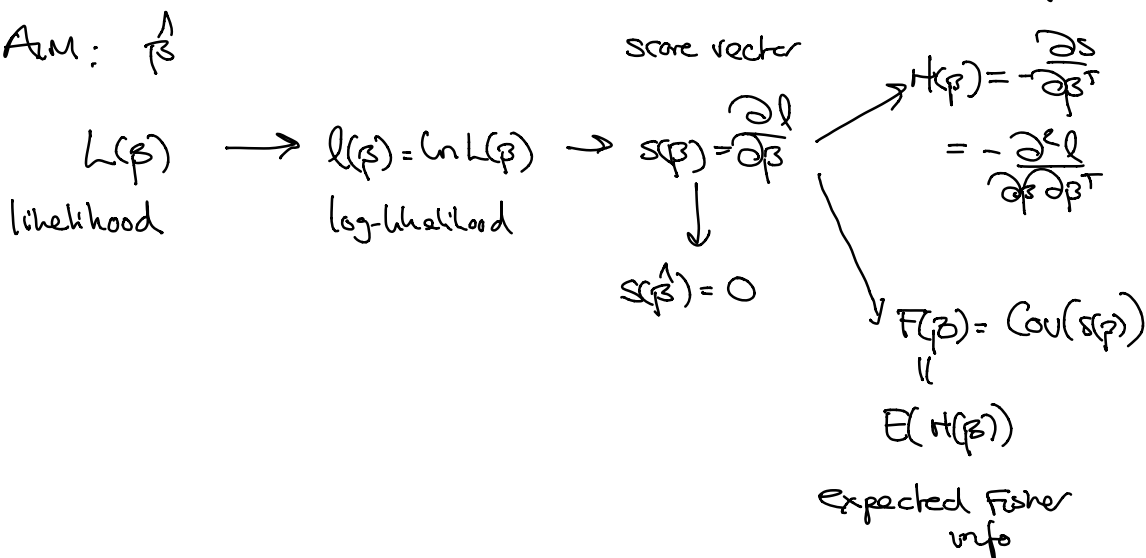 AIM: β̂
score vector
L(β) → l(β) = ln L(β) → s(β) = ∂l/∂β
H(β) = -∂s/∂βᵀ
= - ∂²l/∂β∂βᵀ
likelihood
log-likelihood
s(β̂) = 0
F(β) = Cov(s(β))
=
E(H(β))
expected Fisher
info